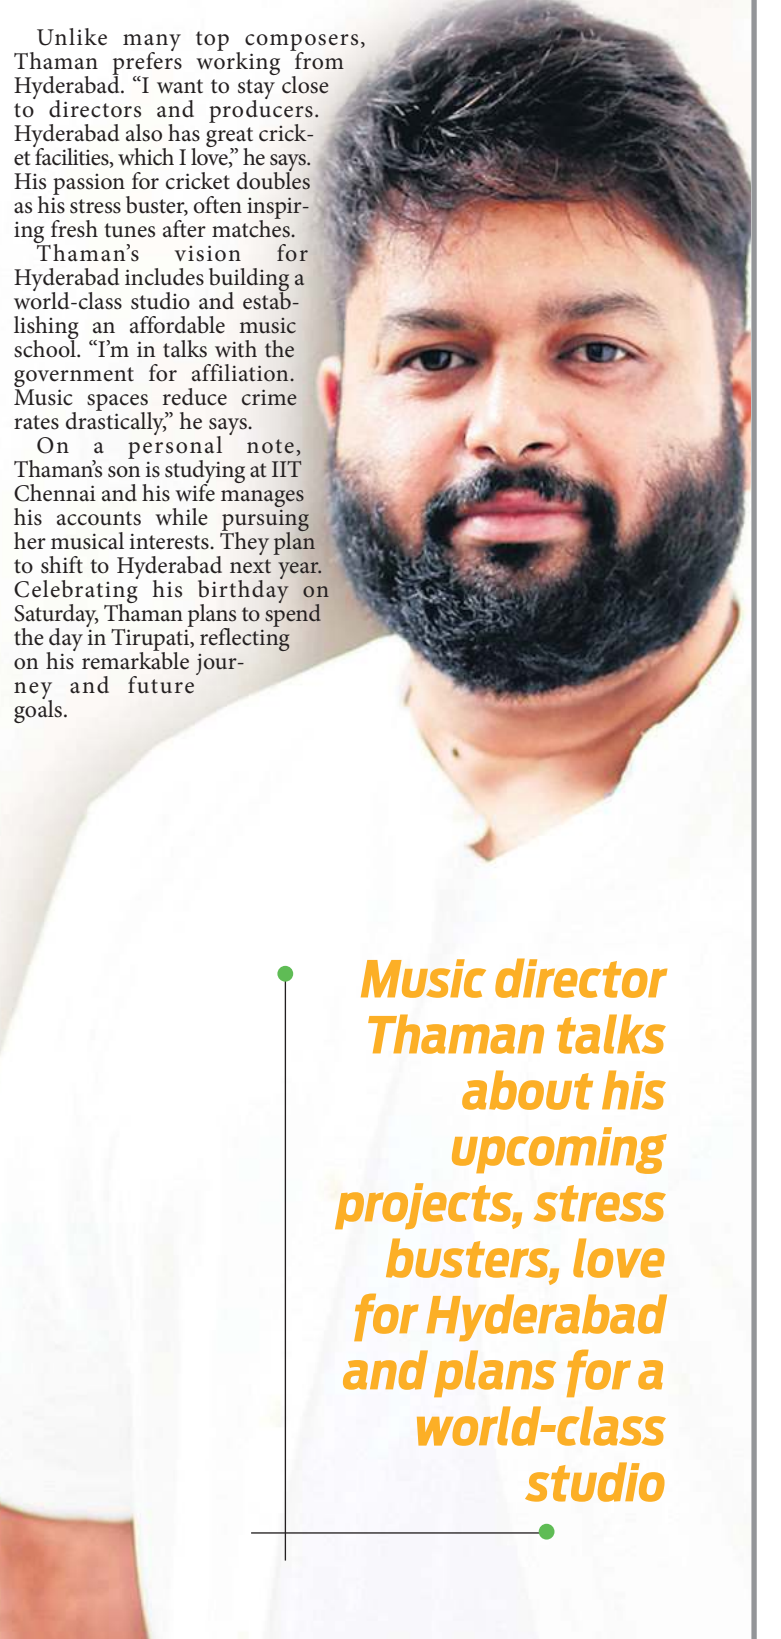 Unlike many top composers,
Thaman prefers working from
Hyderabad. “I want to stay close
to directors and producers.
Hyderabad also has great crick-
et facilities, which I love,” he says.
His passion for cricket doubles
as his stress buster, often inspir-
ing fresh tunes after matches.
Thaman’s vision for
Hyderabad includes building a
world-class studio and estab-
lishing an affordable music
school. “I’m in talks with the
government for affiliation.
Music spaces reduce crime
rates drastically,” he says.
On a personal note,
Thaman’s son is studying at IIT
Chennai and his wife manages
his accounts while pursuing
her musical interests. They plan
to shift to Hyderabad next year.
Celebrating his birthday on
Saturday, Thaman plans to spend
the day in Tirupati, reflecting
on his remarkable jour-
ney and future
goals.
Music director
Thaman talks
about his
upcoming
projects, stress
busters, love
for Hyderabad
and plans for a
world-class
studio